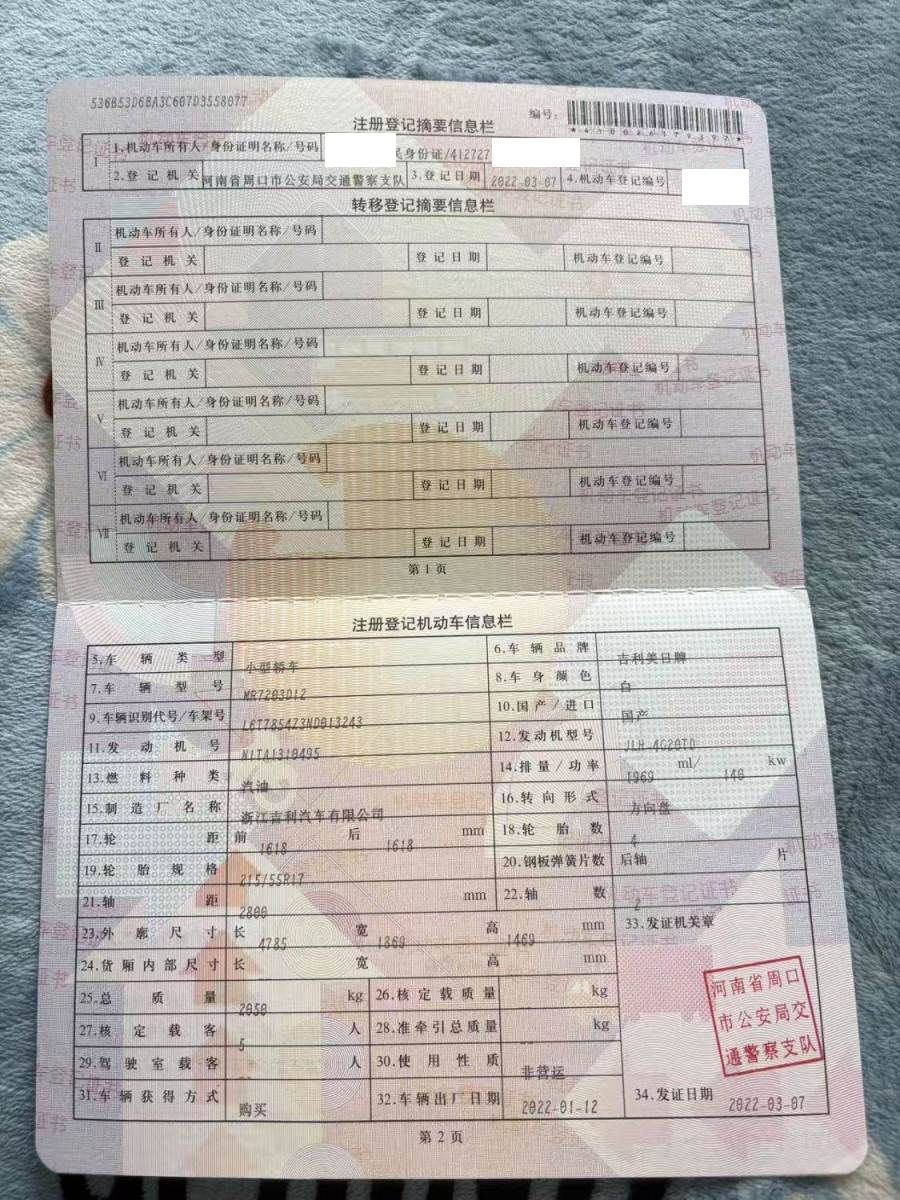 536B53D6BA3C607D3558077
编号:
注册登记摘要信息栏
I 1.机动车所有人/身份证明名称/号码 民身份证/412727
2.登记机关 河南省周口市公安局交通警察支队 3.登记日期 2022-03-07 4.机动车登记编号
转移登记摘要信息栏
II 机动车所有人/身份证明名称/号码
登记机关 登记日期 机动车登记编号
III 机动车所有人/身份证明名称/号码
登记机关 登记日期 机动车登记编号
IV 机动车所有人/身份证明名称/号码
登记机关 登记日期 机动车登记编号
V 机动车所有人/身份证明名称/号码
登记机关 登记日期 机动车登记编号
VI 机动车所有人/身份证明名称/号码
登记机关 登记日期 机动车登记编号
VII 机动车所有人/身份证明名称/号码
登记机关 登记日期 机动车登记编号
第1页
注册登记机动车信息栏
5.车辆类型 小型轿车 6.车辆品牌 吉利美日牌
7.车辆型号 MR7203D12 8.车身颜色 白
9.车辆识别代号/车架号 L6T7854Z3ND013243 10.国产/进口 国产
11.发动机号 N1TA1310495 12.发动机型号 JLH-4G20TD
13.燃料种类 汽油 14.排量/功率 1969 ml/ 140 kw
15.制造厂名称 浙江吉利汽车有限公司 16.转向形式 方向盘
17.轮距 前 1618 后 1618 mm 18.轮胎数 4
19.轮胎规格 215/55R17 20.钢板弹簧片数 后轴 片
21.轴距 2800 mm 22.轴数 2
23.外廓尺寸 长 4785 宽 1869 高 1469 mm 33.发证机关章
24.货厢内部尺寸 长 宽 高 mm
25.总质量 2050 kg 26.核定载质量 kg
27.核定载客 5 人 28.准牵引总质量 -- kg
29.驾驶室载客 -- 人 30.使用性质 非营运
河南省周口
市公安局交
通警察支队
31.车辆获得方式 购买 32.车辆出厂日期 2022-01-12 34.发证日期 2022-03-07
第2页